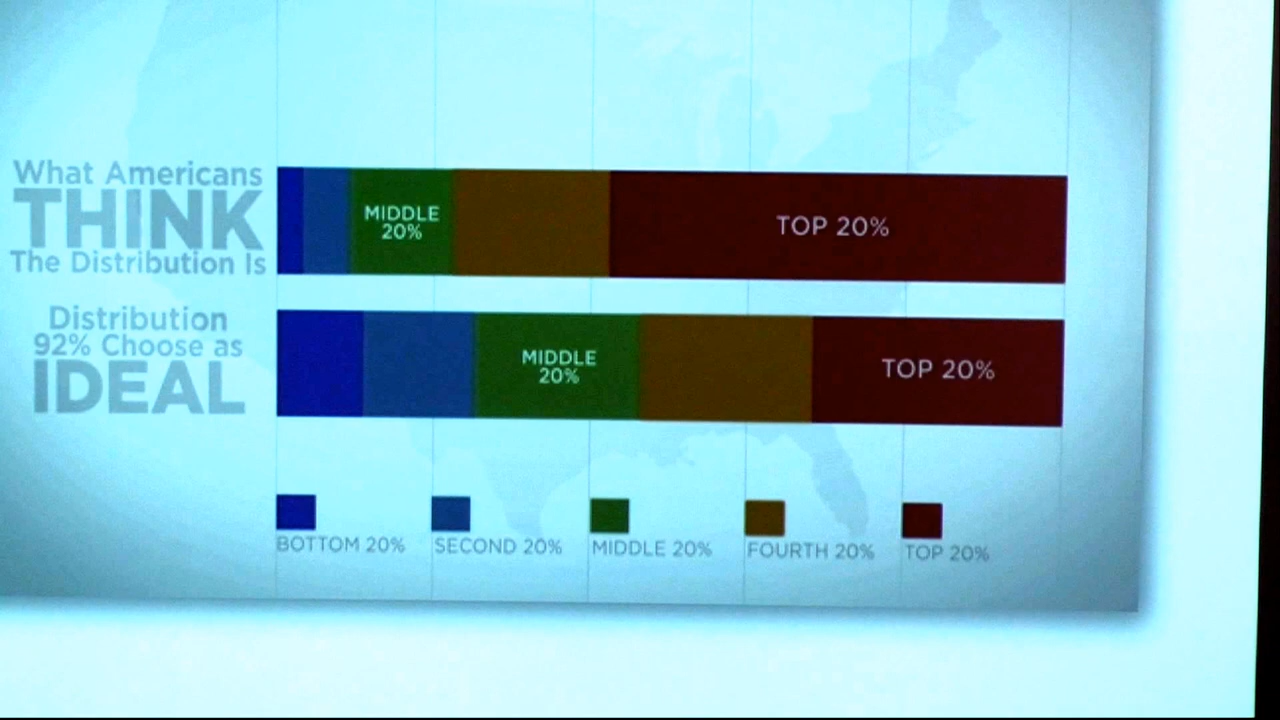 What Americans
THINK
The Distribution Is
MIDDLE
20%
TOP 20%
Distribution
92% Choose as
IDEAL
MIDDLE
20%
TOP 20%
BOTTOM 20%
SECOND 20%
MIDDLE 20%
FOURTH 20%
TOP 20%